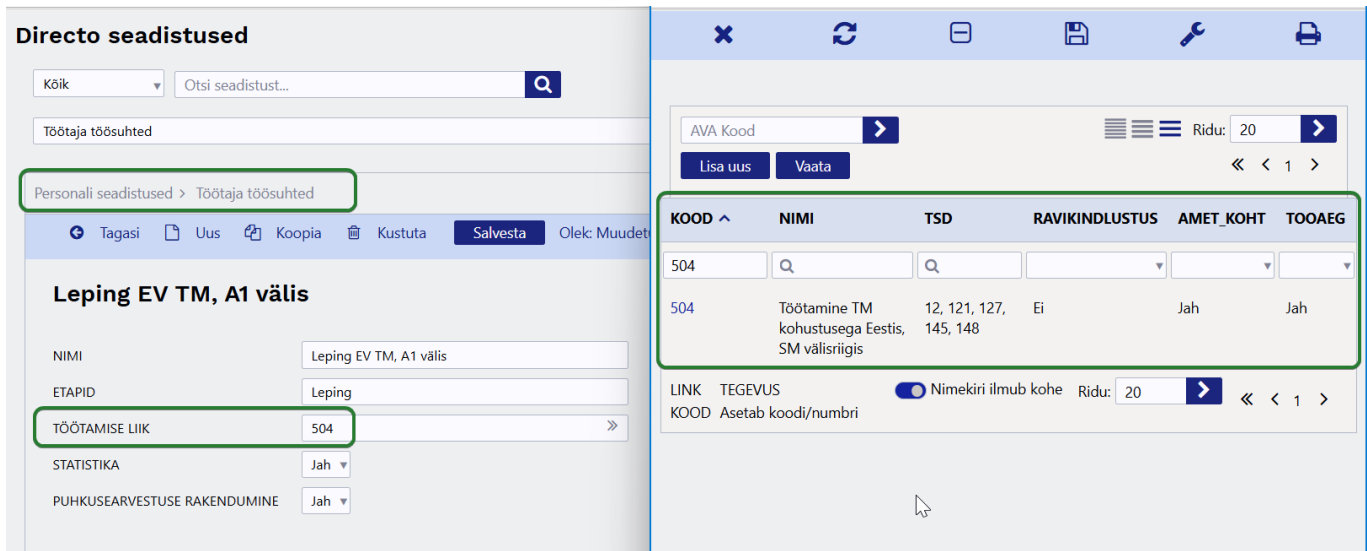 Directo seadistused
Kõik
Otsi seadistust...
Töötaja töösuhted
Personali seadistused > Töötaja töösuhted
Tagasi Uus Koopia Kustuta Salvesta Olek: Muudetu
Leping EV TM, A1 välis
NIMI Leping EV TM, A1 välis
ETAPID Leping
TÖÖTAMISE LIIK 504
STATISTIKA Jah
PUHKUSEARVESTUSE RAKENDUMINE Jah
AVA Kood Ridu: 20
Lisa uus Vaata « < 1 >
KOOD NIMI TSD RAVIKINDLUSTUS AMET_KOHT TOOAEG
504
504 Töötamine TM 12, 121, 127, Ei Jah Jah
kohustusega Eestis, 145, 148
SM välisriigis
LINK TEGEVUS Nimekiri ilmub kohe Ridu: 20 « < 1 >
KOOD Asetab koodi/numbri